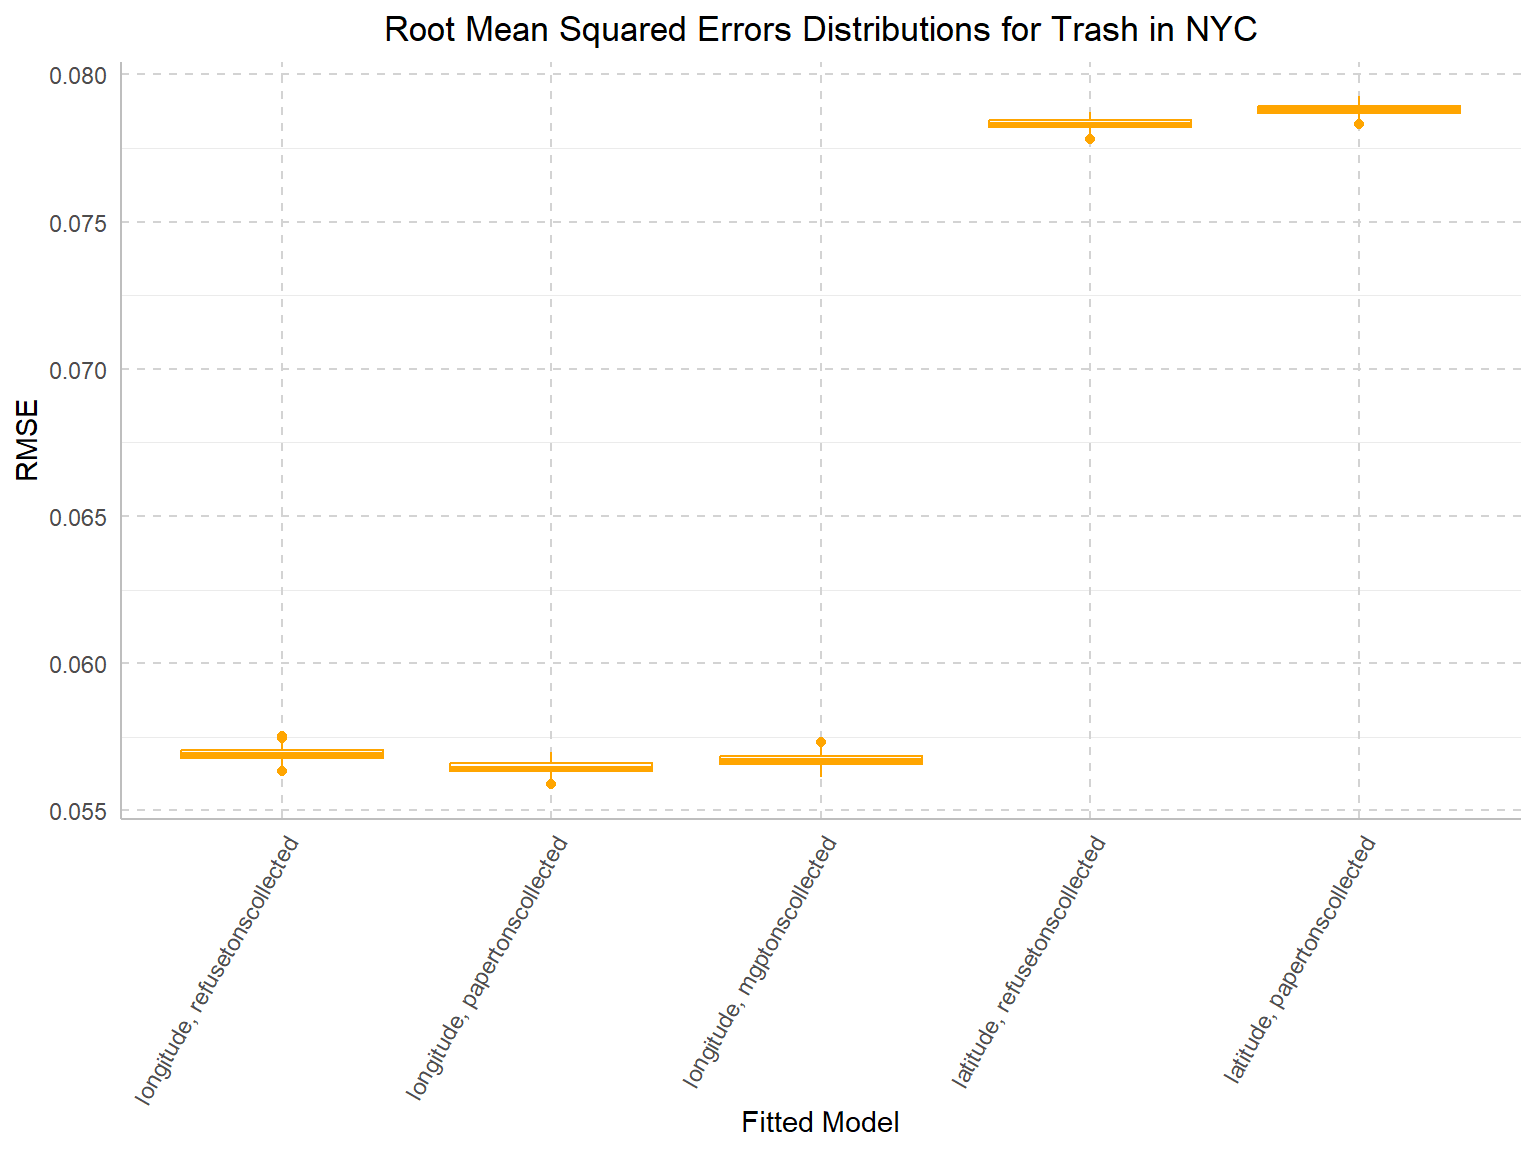 Root Mean Squared Errors Distributions for Trash in NYC
RMSE
0.080
0.075
0.070
0.065
0.060
0.055
longitude, refusetonscollected
longitude, papertonscollected
longitude, mgptonscollected
latitude, refusetonscollected
latitude, papertonscollected
Fitted Model